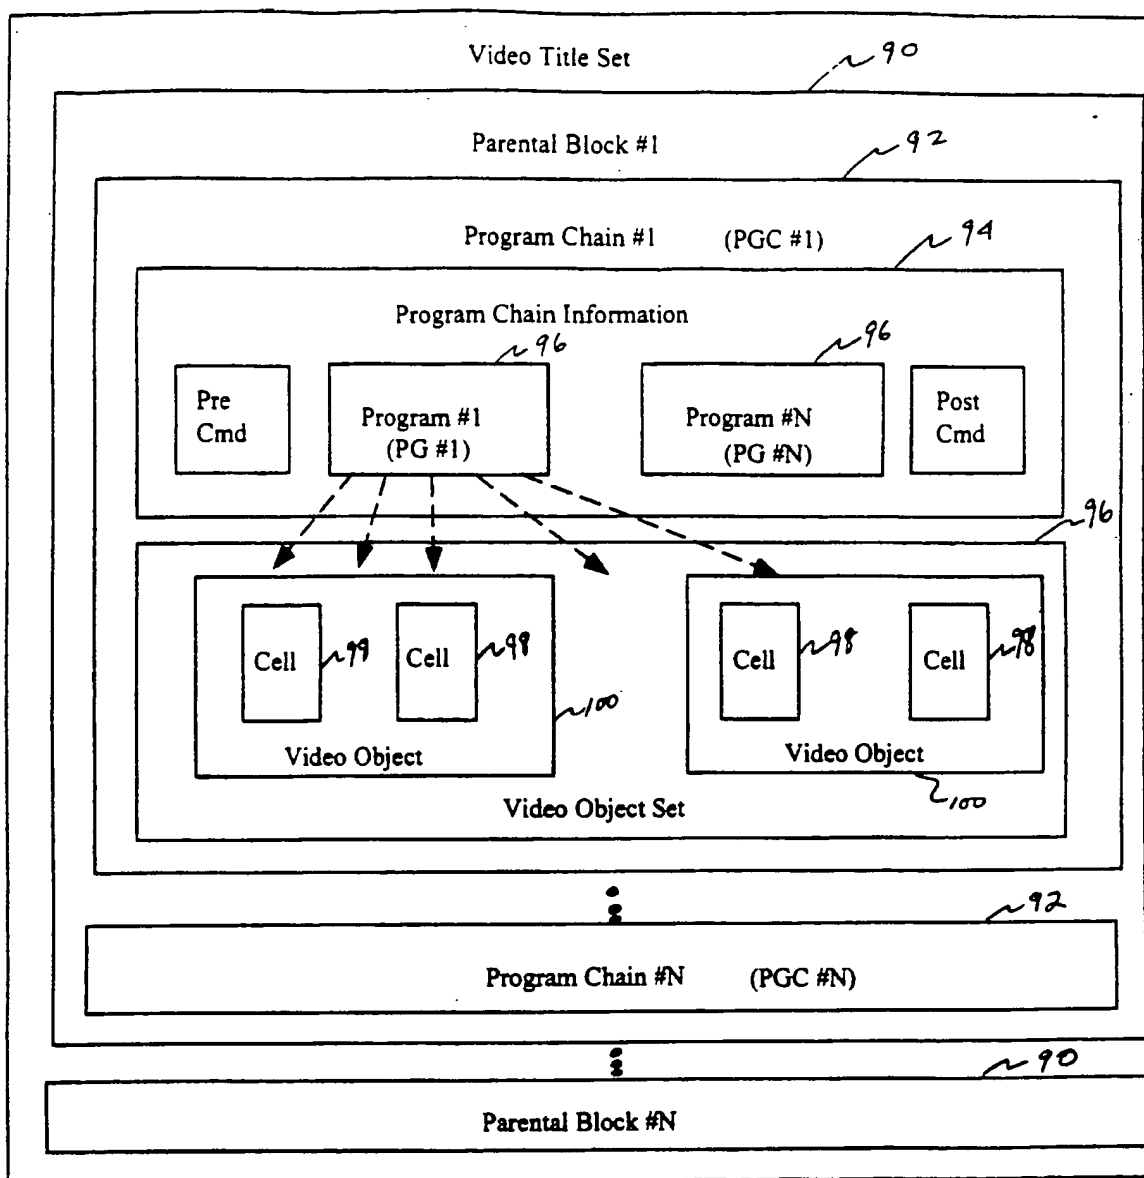 Video Title Set
90
Parental Block #1
92
Program Chain #1 (PGC #1)
94
Program Chain Information
96
96
Pre
Cmd
Program #1
(PG #1)
Program #N
(PG #N)
Post
Cmd
96
Cell
99
Cell
98
Cell
98
Cell
98
100
Video Object
Video Object
100
Video Object Set
92
Program Chain #N (PGC #N)
90
Parental Block #N